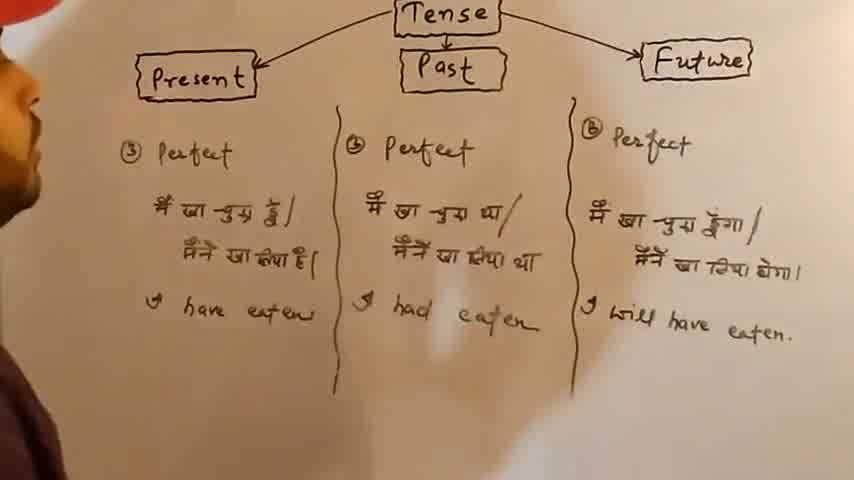 Tense
Present
Past
Future
③ Perfect
मैं खा चुका हूँ/
मैंने खा लिया है।
I have eaten
③ Perfect
मैं खा चुका था/
मैंने खा लिया था
I had eaten
③ Perfect
मैं खा चुका हूँगा/
मैंने खा लिया होगा।
I will have eaten.